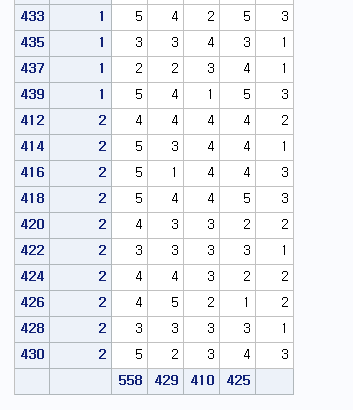 433 1 5 4 2 5 3
435 1 3 3 4 3 1
437 1 2 2 3 4 1
439 1 5 4 1 5 3
412 2 4 4 4 4 2
414 2 5 3 4 4 1
416 2 5 1 4 4 3
418 2 5 4 4 5 3
420 2 4 3 3 2 2
422 2 3 3 3 3 1
424 2 4 4 3 2 2
426 2 4 5 2 1 2
428 2 3 3 3 3 1
430 2 5 2 3 4 3
558 429 410 425